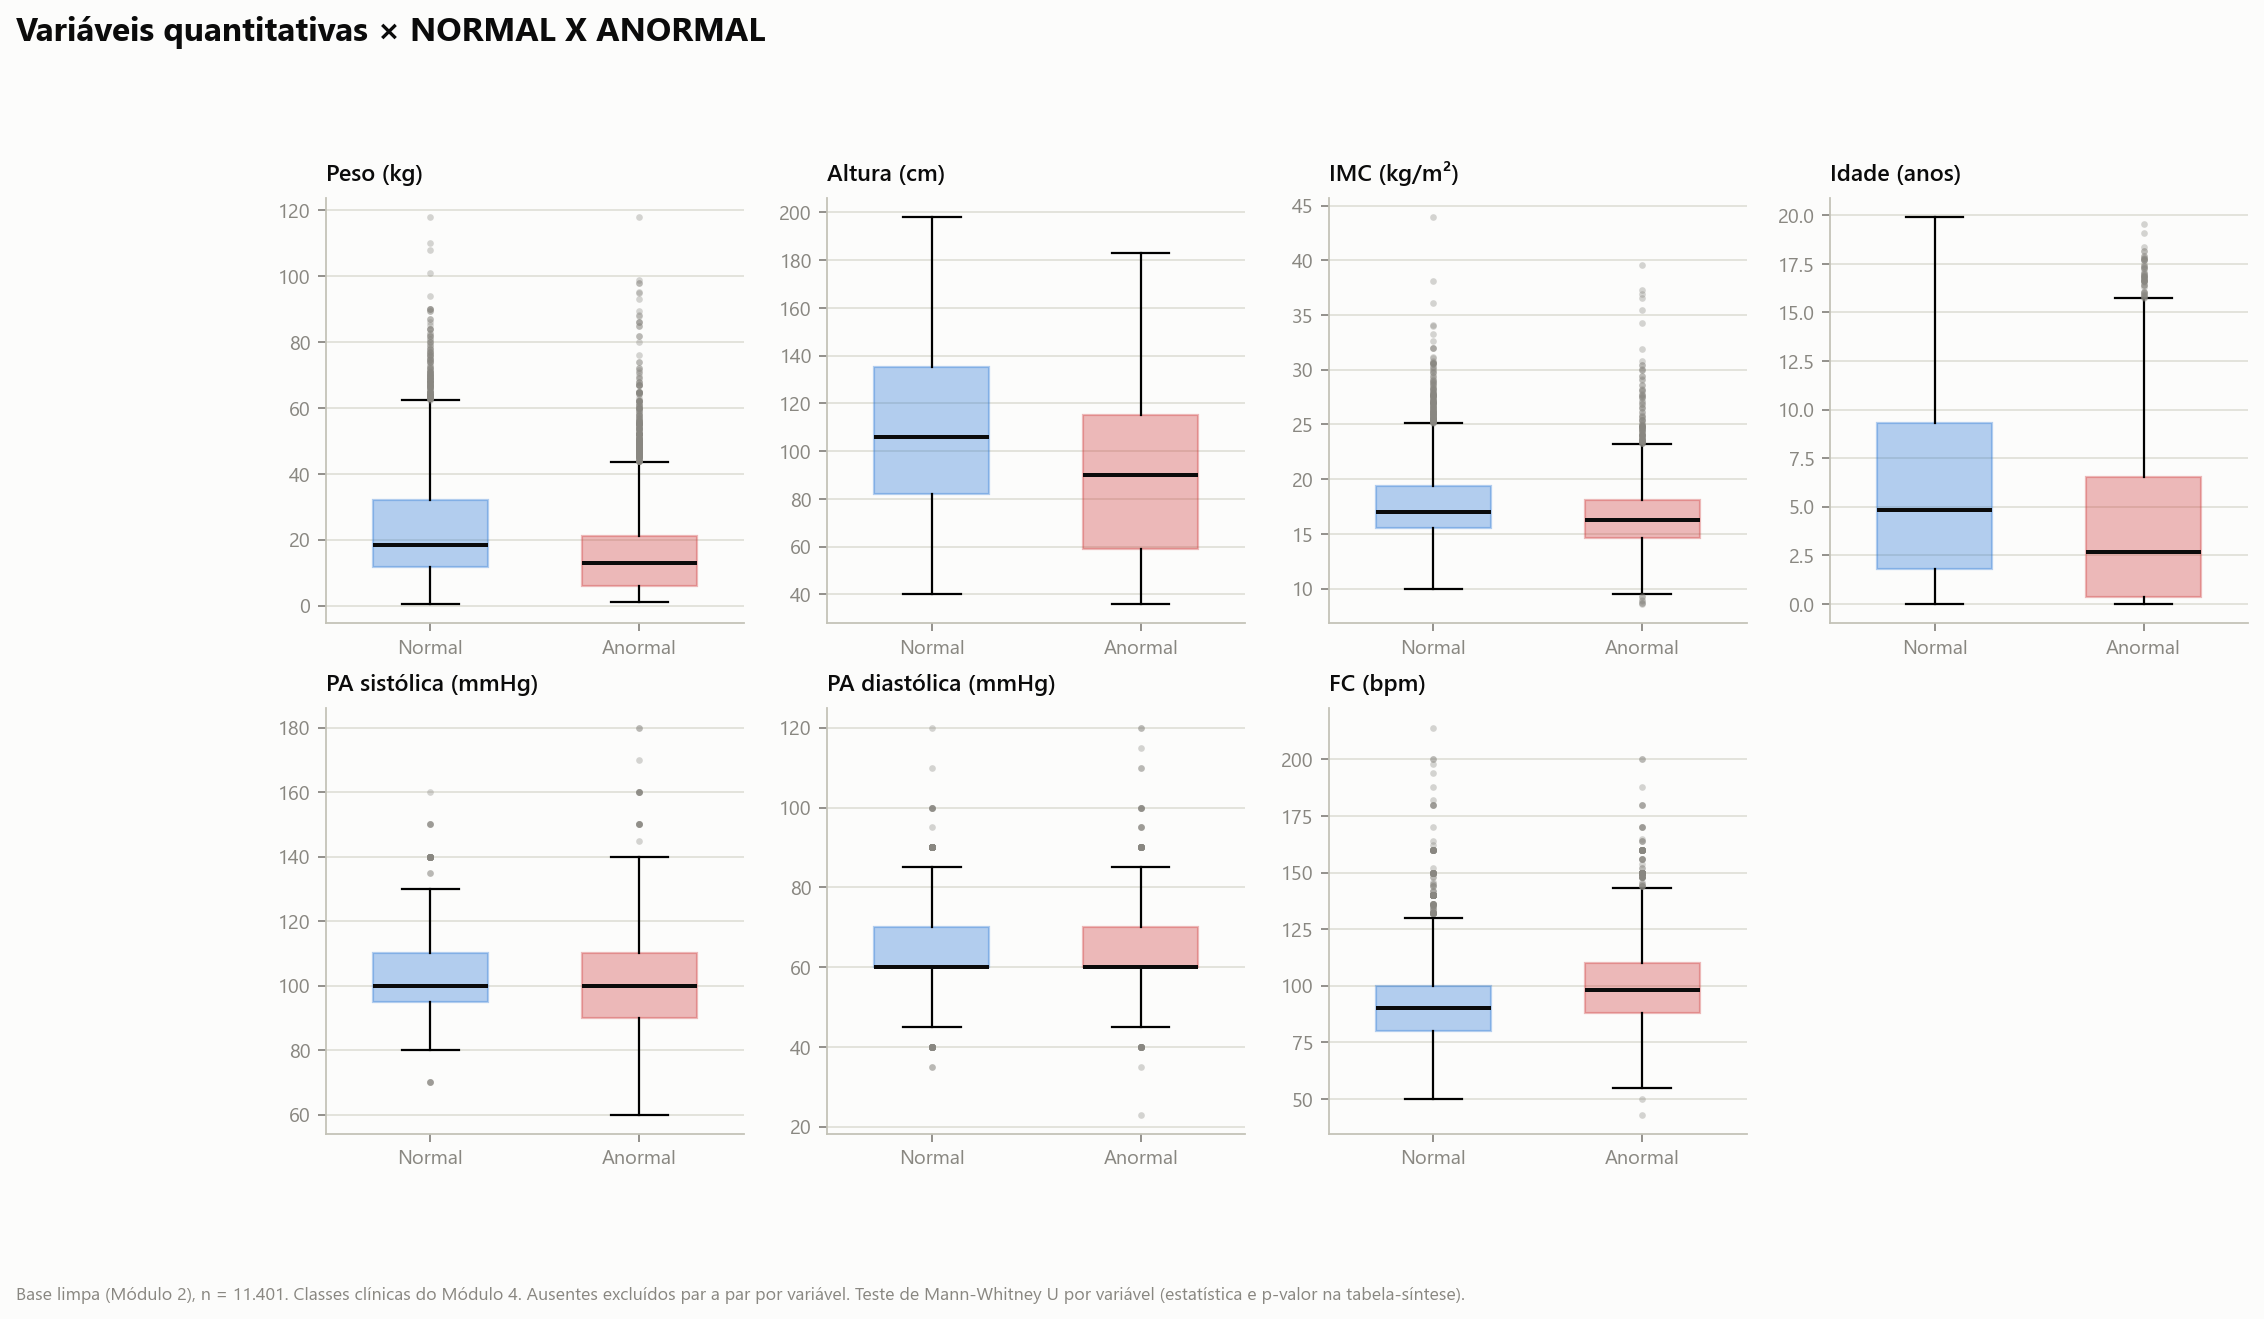 Variáveis quantitativas × NORMAL X ANORMAL
Peso (kg)
120
100
80
60
40
20
0
Normal
Anormal
Altura (cm)
200
180
160
140
120
100
80
60
40
Normal
Anormal
IMC (kg/m²)
45
40
35
30
25
20
15
10
Normal
Anormal
Idade (anos)
20.0
17.5
15.0
12.5
10.0
7.5
5.0
2.5
0.0
Normal
Anormal
PA sistólica (mmHg)
180
160
140
120
100
80
60
Normal
Anormal
PA diastólica (mmHg)
120
100
80
60
40
20
Normal
Anormal
FC (bpm)
200
175
150
125
100
75
50
Normal
Anormal
Base limpa (Módulo 2), n = 11.401. Classes clínicas do Módulo 4. Ausentes excluídos par a par por variável. Teste de Mann-Whitney U por variável (estatística e p-valor na tabela-síntese).